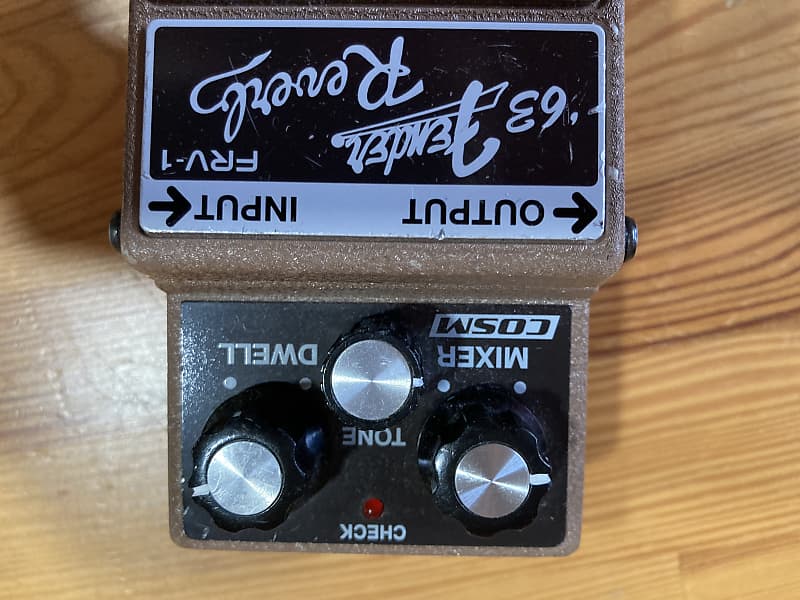 CHECK
MIXER TONE DWELL
COSM
OUTPUT INPUT
'63 Fender FRV-1
Reverb